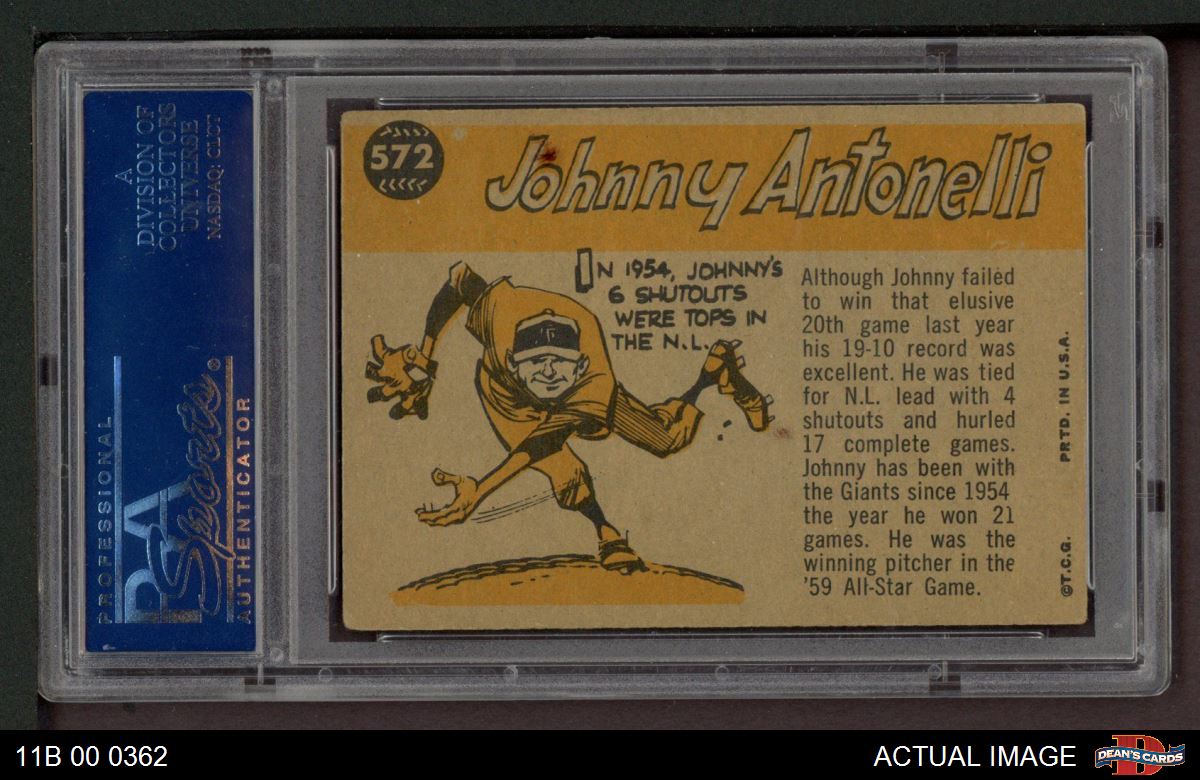 A
DIVISION OF
COLLECTORS
UNIVERSE
NASDAQ: CLCT
PROFESSIONAL
PSA
Sports®
AUTHENTICATOR
572
Johnny Antonelli
IN 1954, JOHNNY'S
6 SHUTOUTS
WERE TOPS IN
THE N.L.
Although Johnny failed
to win that elusive
20th game last year
his 19-10 record was
excellent. He was tied
for N.L. lead with 4
shutouts and hurled
17 complete games.
Johnny has been with
the Giants since 1954
the year he won 21
games. He was the
winning pitcher in the
'59 All-Star Game.
©T.C.G. PRTD. IN U.S.A.
11B 00 0362
ACTUAL IMAGE
DEAN'S CARDS